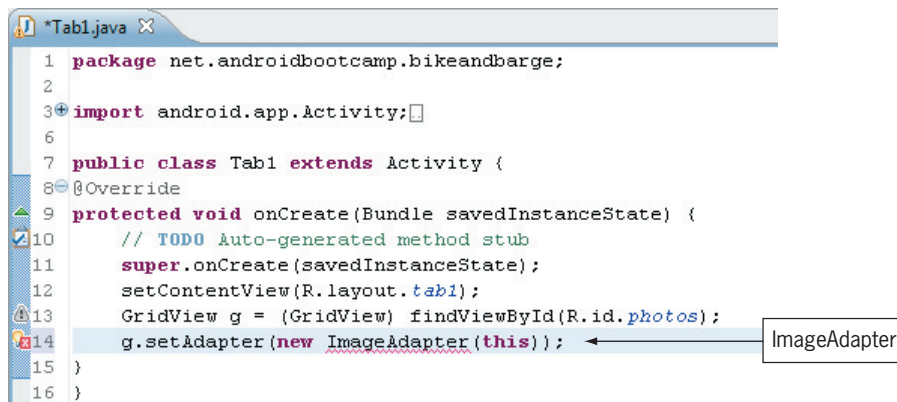 *Tab1.java
1 package net.androidbootcamp.bikeandbarge;
2
3 import android.app.Activity;
6
7 public class Tab1 extends Activity {
8 @Override
9 protected void onCreate(Bundle savedInstanceState) {
10 // TODO Auto-generated method stub
11 super.onCreate(savedInstanceState);
12 setContentView(R.layout.tab1);
13 GridView g = (GridView) findViewById(R.id.photos);
14 g.setAdapter(new ImageAdapter(this)); ImageAdapter
15 }
16 }